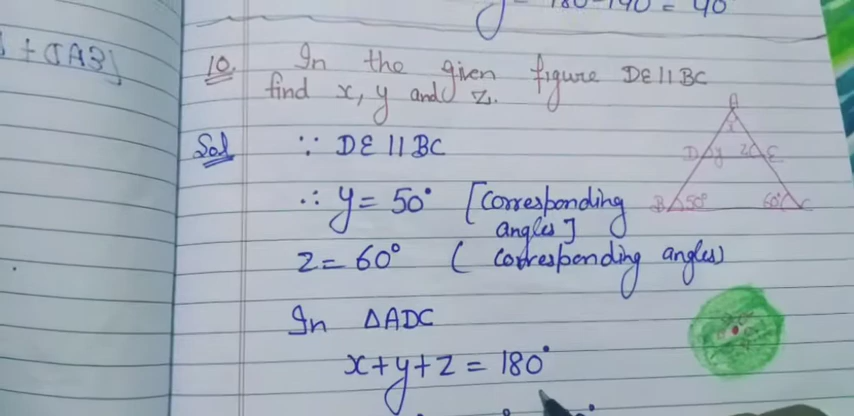 = 180-140 = 40°
+ JAB]
10. In the given figure DE || BC
find x, y and z.
A
x
D y z E
B 50° 60° C
Sol ∵ DE || BC
∴ y = 50° [Corresponding
angles]
z = 60° ( corresponding angles)
In ΔADC
x+y+z = 180°